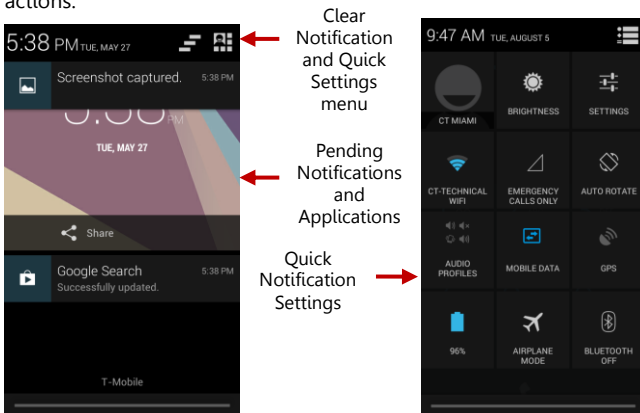 actions.
5:38 PM TUE, MAY 27
Screenshot captured. 5:38 PM
PM
TUE, MAY 27
Share
Google Search 5:38 PM
Successfully updated.
T-Mobile
Clear
Notification
and Quick
Settings
menu
Pending
Notifications
and
Applications
Quick
Notification
Settings
9:47 AM TUE, AUGUST 5
CT MIAMI
BRIGHTNESS
SETTINGS
CT-TECHNICAL
WIFI
EMERGENCY
CALLS ONLY
AUTO ROTATE
AUDIO
PROFILES
MOBILE DATA
GPS
96%
AIRPLANE
MODE
BLUETOOTH
OFF